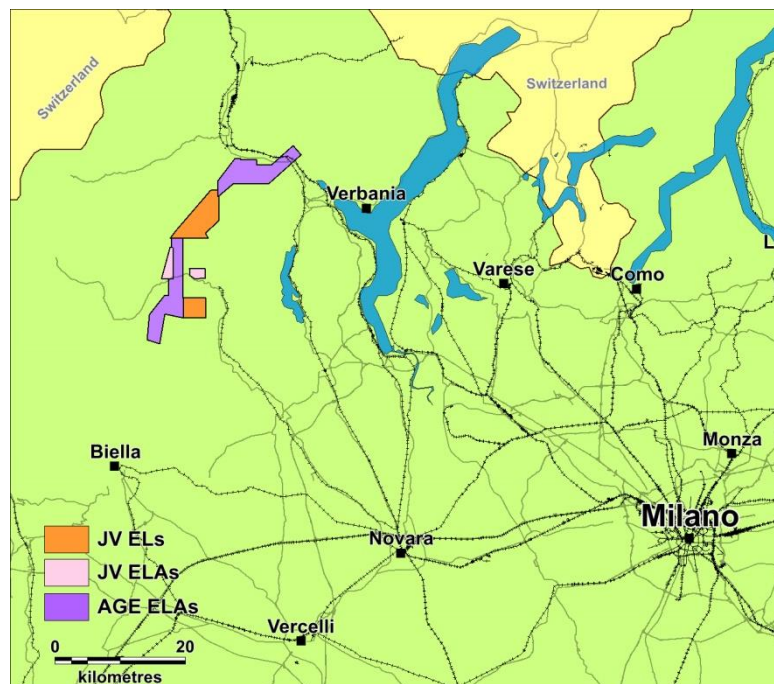 Switzerland
Switzerland
Verbania
Varese
Como
L
Biella
Monza
Milano
Novara
Vercelli
JV ELs
JV ELAs
AGE ELAs
0 20
kilometres